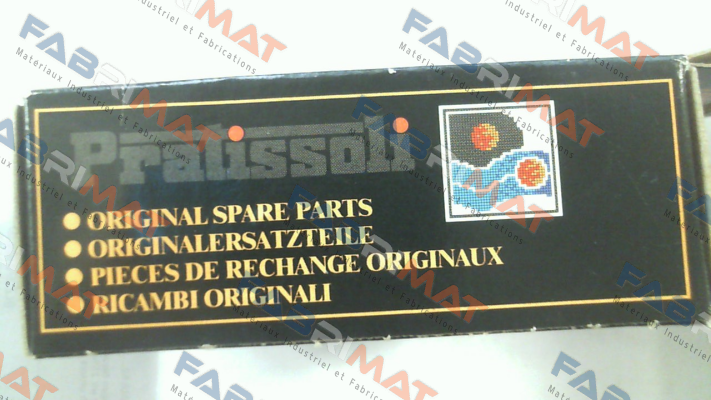 Pratissoli
ORIGINAL SPARE PARTS
ORIGINALERSATZTEILE
PIECES DE RECHANGE ORIGINAUX
RICAMBI ORIGINALI
FABRIMAT
Materiaux Industriel et Fabrications